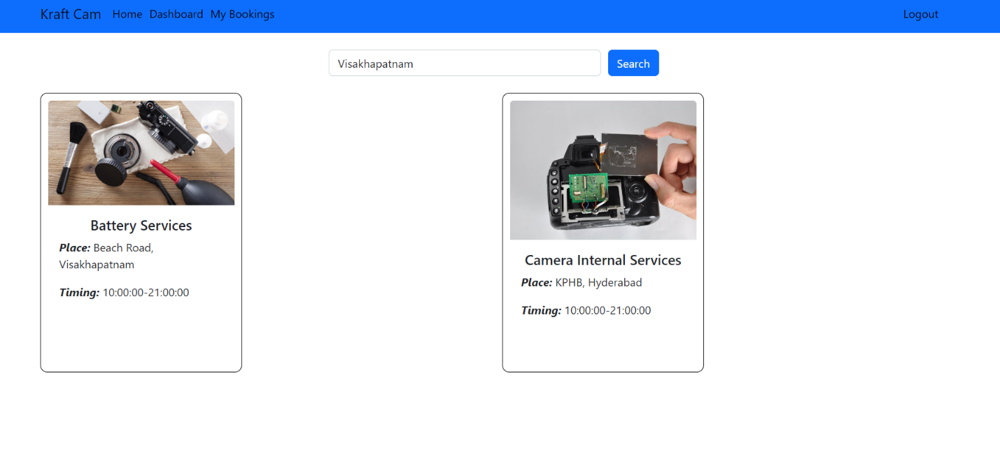 Kraft Cam Home Dashboard My Bookings Logout
Visakhapatnam Search
Battery Services
Place: Beach Road,
Visakhapatnam
Timing: 10:00:00-21:00:00
Camera Internal Services
Place: KPHB, Hyderabad
Timing: 10:00:00-21:00:00